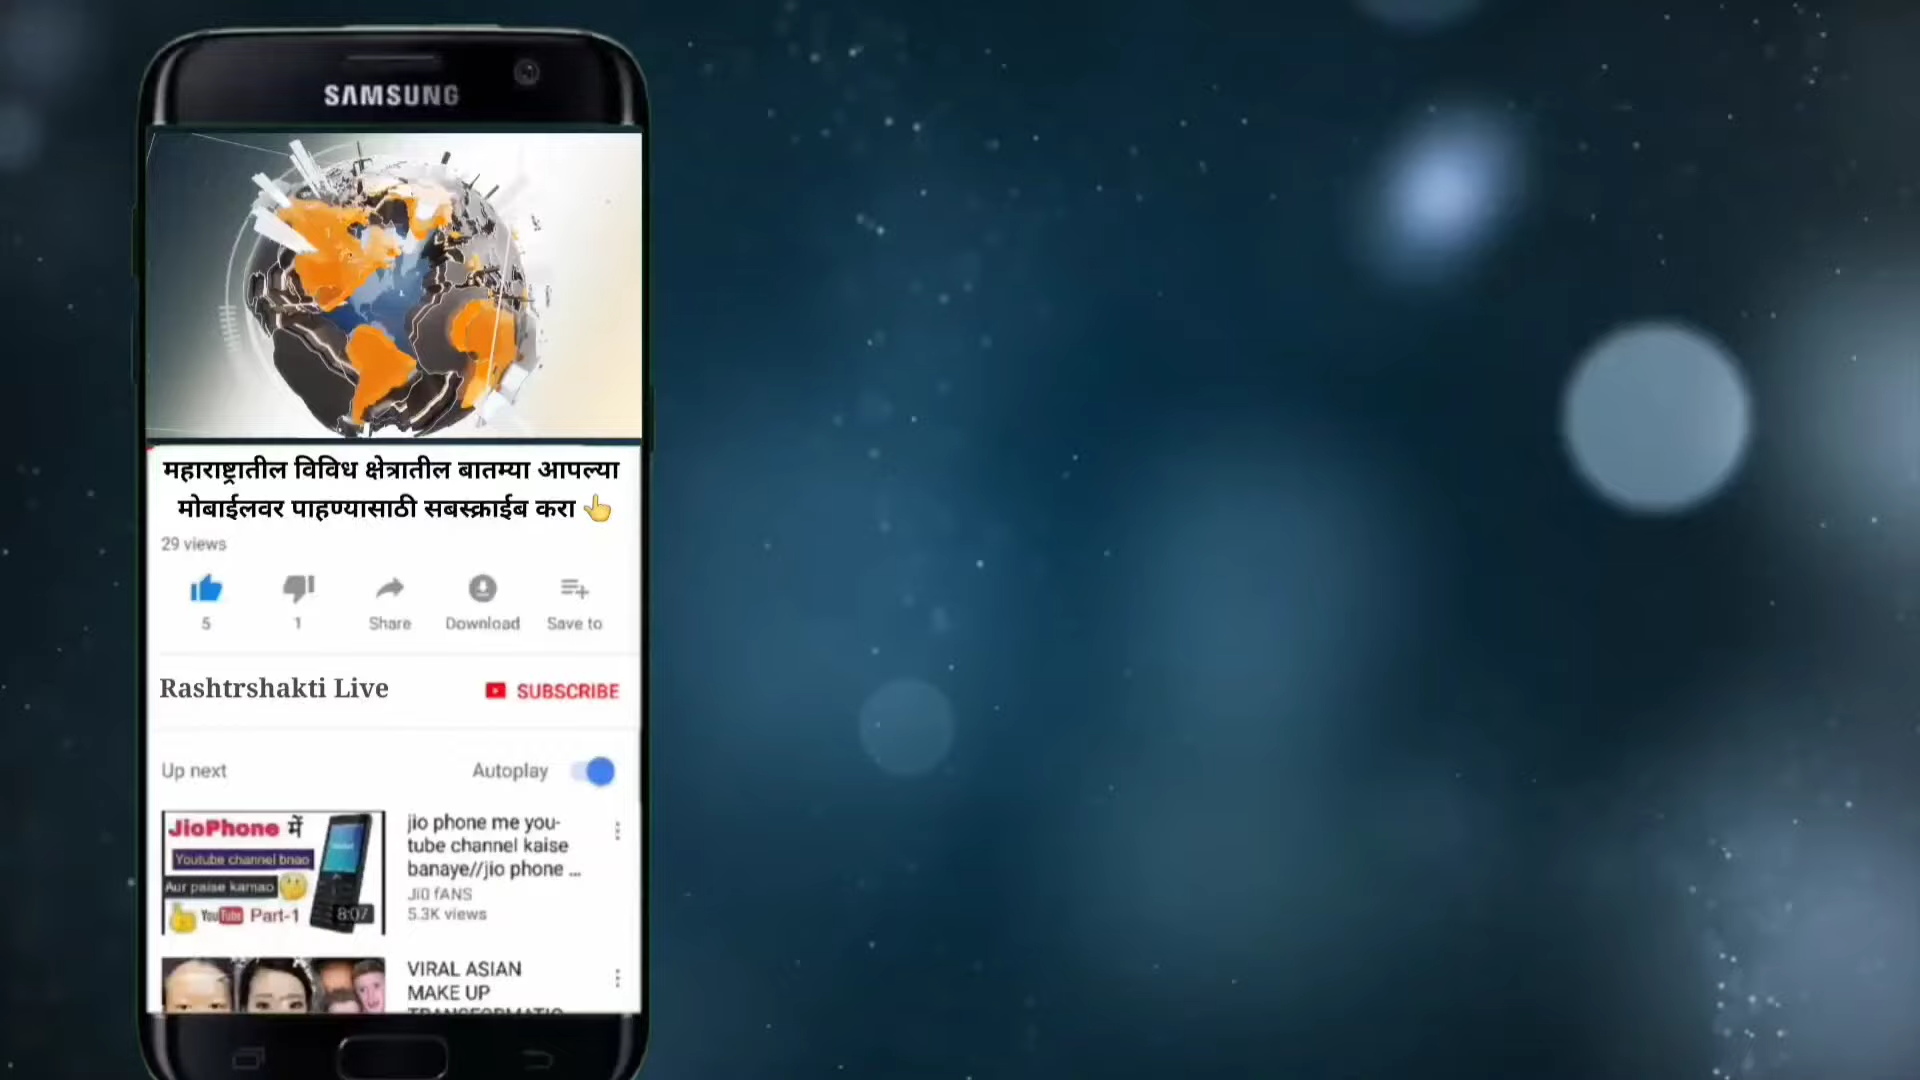 SAMSUNG
महाराष्ट्रातील विविध क्षेत्रातील बातम्या आपल्या
मोबाईलवर पाहण्यासाठी सबस्क्राईब करा
29 views
5
1
Share
Download
Save to
Rashtrshakti Live
SUBSCRIBE
Up next
Autoplay
JioPhone में
Youtube channel bnao
Aur paise kamao
YouTube Part-1
8:07
jio phone me you-
tube channel kaise
banaye//jio phone ...
JiO fANS
5.3K views
VIRAL ASIAN
MAKE UP
TRANSFORMATIO